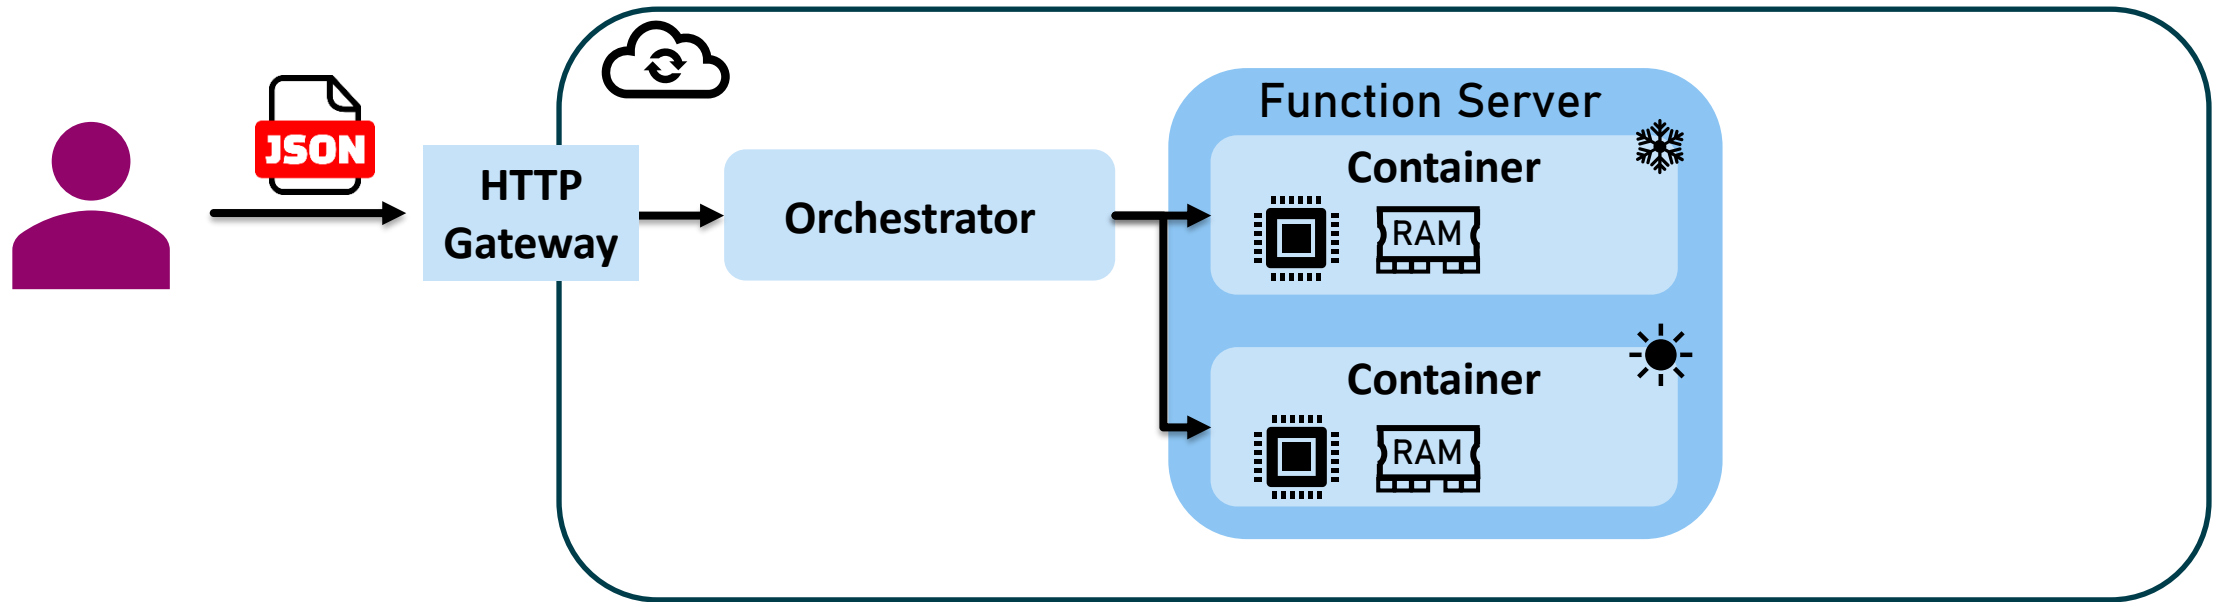 JSON
HTTP
Gateway
Orchestrator
Function Server
Container
RAM
Container
RAM